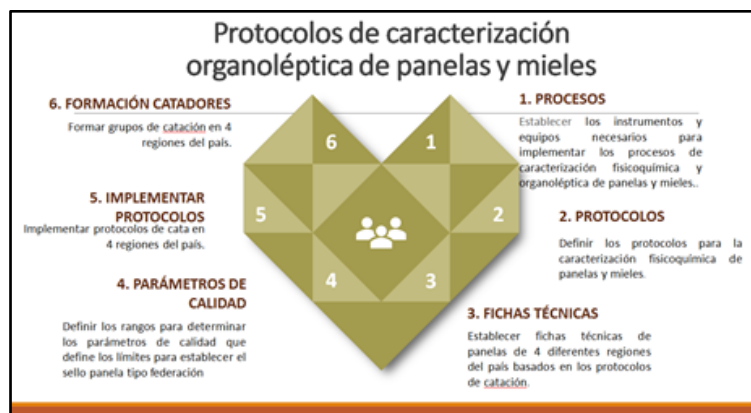 Protocolos de caracterización
organoléptica de panelas y mieles
1. PROCESOS
Establecer los instrumentos y
equipos necesarios para
implementar los procesos de
caracterización fisicoquímica y
organoléptica de panelas y mieles..
2. PROTOCOLOS
Definir los protocolos para la
caracterización fisicoquímica de
panelas y mieles.
3. FICHAS TÉCNICAS
Establecer fichas técnicas de
panelas de 4 diferentes regiones
del país basados en los protocolos
de catación.
4. PARÁMETROS DE
CALIDAD
Definir los rangos para determinar
los parámetros de calidad que
define los límites para establecer el
sello panela tipo federación
5. IMPLEMENTAR
PROTOCOLOS
Implementar protocolos de cata en
4 regiones del país.
6. FORMACIÓN CATADORES
Formar grupos de catación en 4
regiones del país.
6 1
5 2
4 3